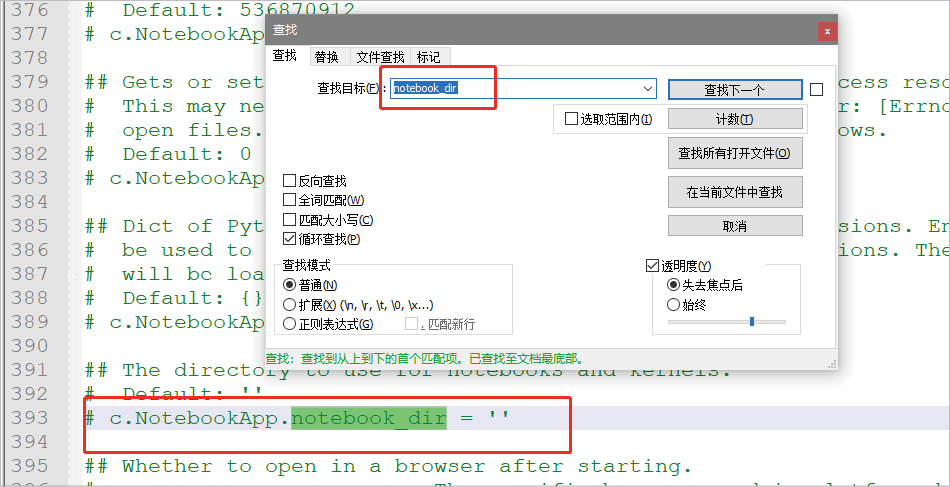 376 #  Default: 536870912
377 # c.NotebookAp
378
379 ## Gets or set cess reso
380 #  This may ne r: [Errno
381 #  open files. ows.
382 #  Default: 0
383 # c.NotebookAp
384
385 ## Dict of Pyt sions. En
386 #  be used to ions. The
387 #  will be loa
388 #  Default: {}
389 # c.NotebookAp
390
391 ## The directory to use for notebooks and kernels.
392 #  Default: ''
393 # c.NotebookApp.notebook_dir = ''
394
395 ## Whether to open in a browser after starting.
查找
x
查找 替换 文件查找 标记
查找目标(F): notebook_dir 查找下一个
选取范围内(I) 计数(T)
查找所有打开文件(O)
在当前文件中查找
取消
反向查找
全词匹配(W)
匹配大小写(C)
循环查找(P)
查找模式
普通(N)
扩展(X) (\n, \r, \t, \0, \x...)
正则表达式(G) . 匹配新行
透明度(Y)
失去焦点后
始终
查找: 查找到从上到下的首个匹配项。已查找至文档最底部。